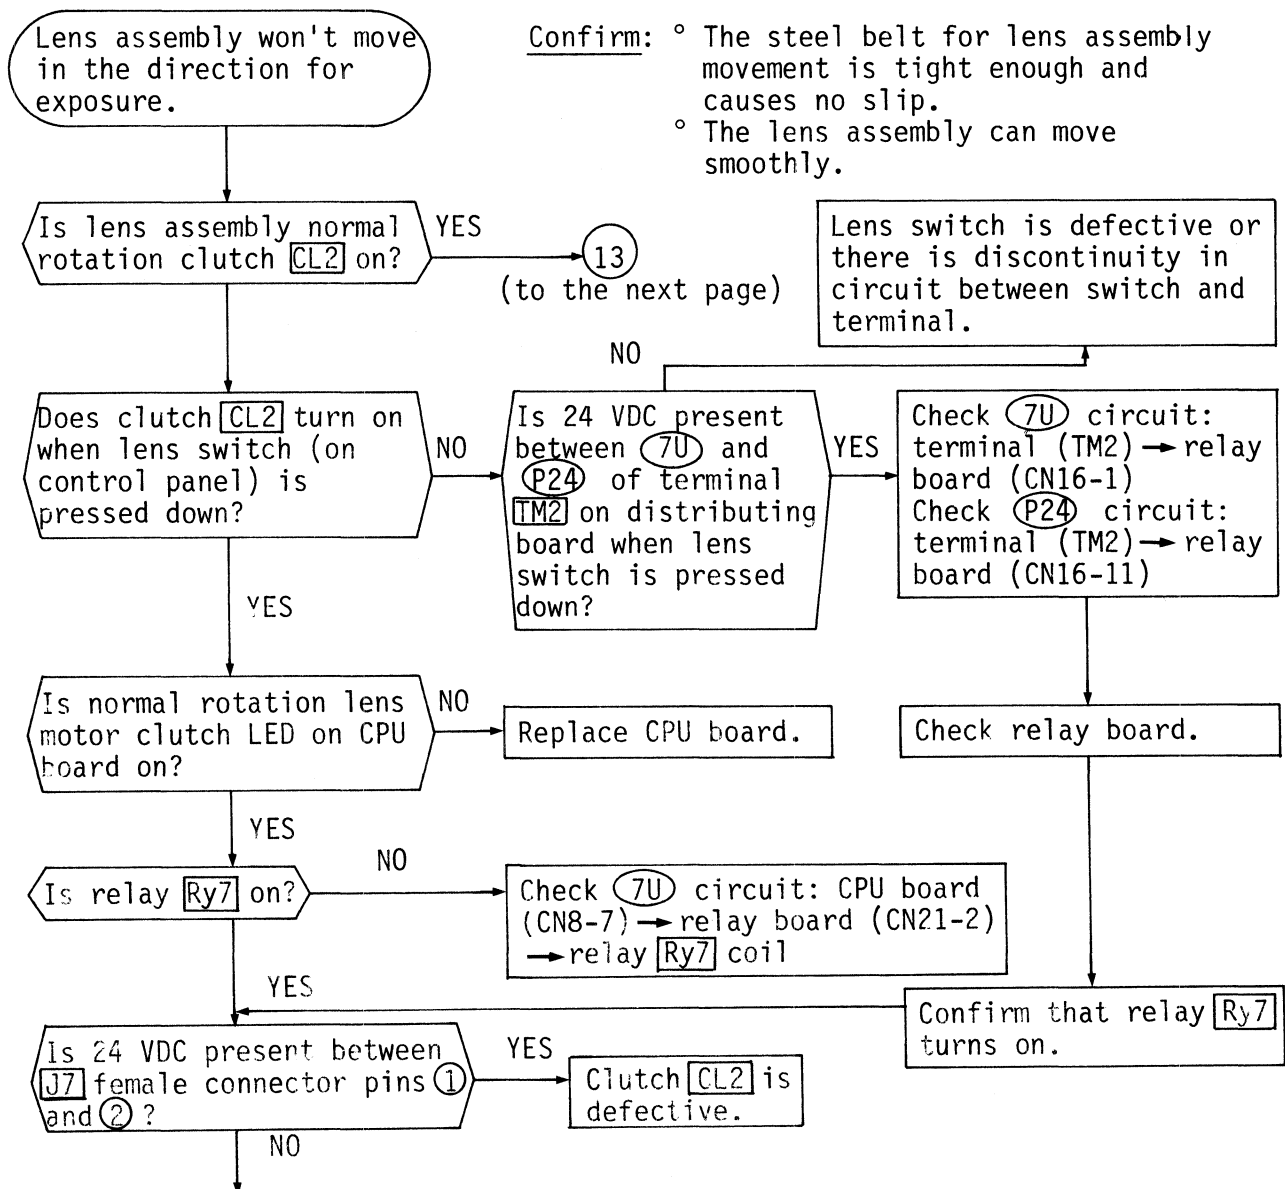 Lens assembly won't move
in the direction for
exposure.
Confirm: ° The steel belt for lens assembly
movement is tight enough and
causes no slip.
° The lens assembly can move
smoothly.
Is lens assembly normal
rotation clutch CL2 on?
YES
13
(to the next page)
Lens switch is defective or
there is discontinuity in
circuit between switch and
terminal.
NO
Does clutch CL2 turn on
when lens switch (on
control panel) is
pressed down?
NO
Is 24 VDC present
between 7U and
P24 of terminal
TM2 on distributing
board when lens
switch is pressed
down?
YES
Check 7U circuit:
terminal (TM2) → relay
board (CN16-1)
Check P24 circuit:
terminal (TM2) → relay
board (CN16-11)
YES
Is normal rotation lens
motor clutch LED on CPU
board on?
NO
Replace CPU board.
Check relay board.
YES
Is relay Ry7 on?
NO
Check 7U circuit: CPU board
(CN8-7) → relay board (CN21-2)
→ relay Ry7 coil
YES
Confirm that relay Ry7
turns on.
Is 24 VDC present between
J7 female connector pins 1
and 2 ?
YES
Clutch CL2 is
defective.
NO